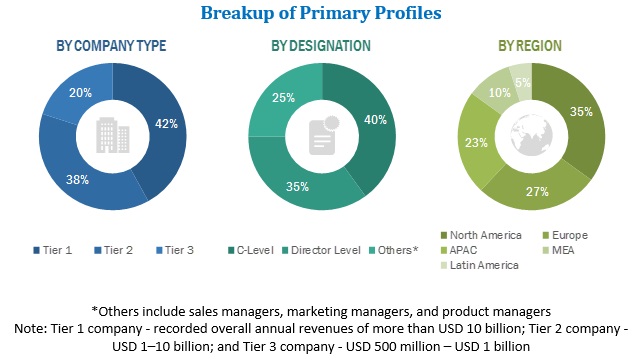 Breakup of Primary Profiles
BY COMPANY TYPE
20%
42%
38%
Tier 1 Tier 2 Tier 3
BY DESIGNATION
25%
40%
35%
C-Level Director Level Others*
BY REGION
10%
5%
35%
23%
27%
North America Europe
APAC MEA
Latin America
*Others include sales managers, marketing managers, and product managers
Note: Tier 1 company - recorded overall annual revenues of more than USD 10 billion; Tier 2 company -
USD 1–10 billion; and Tier 3 company - USD 500 million – USD 1 billion